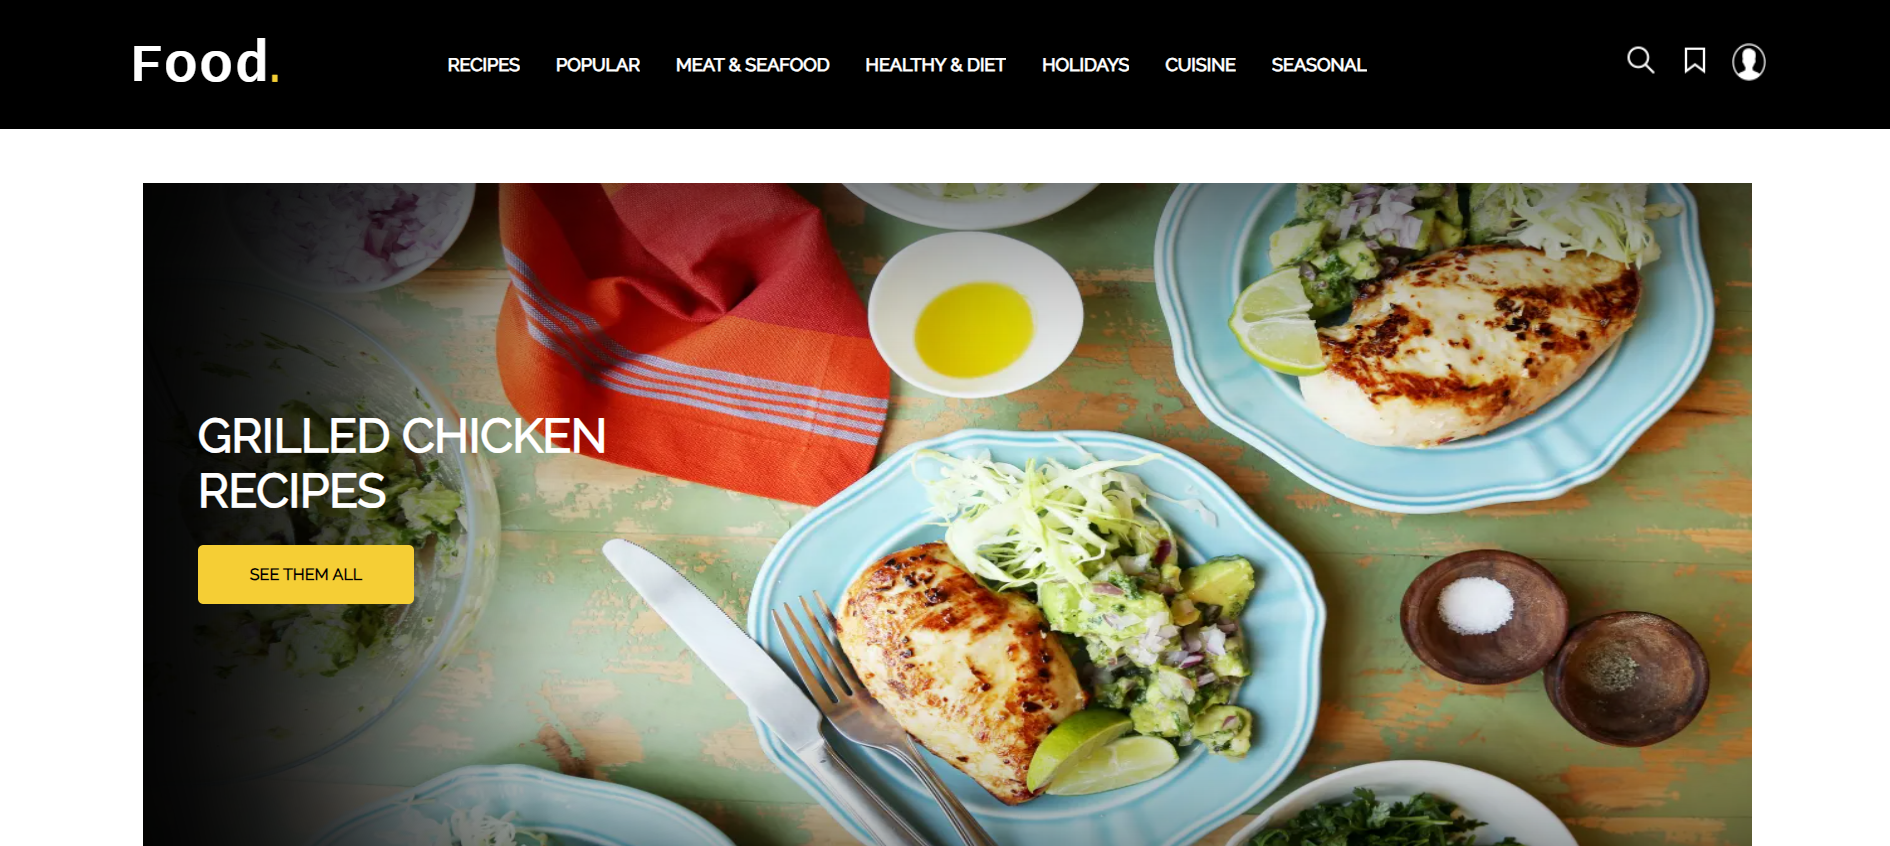 Food.
RECIPES POPULAR MEAT & SEAFOOD HEALTHY & DIET HOLIDAYS CUISINE SEASONAL
GRILLED CHICKEN
RECIPES
SEE THEM ALL